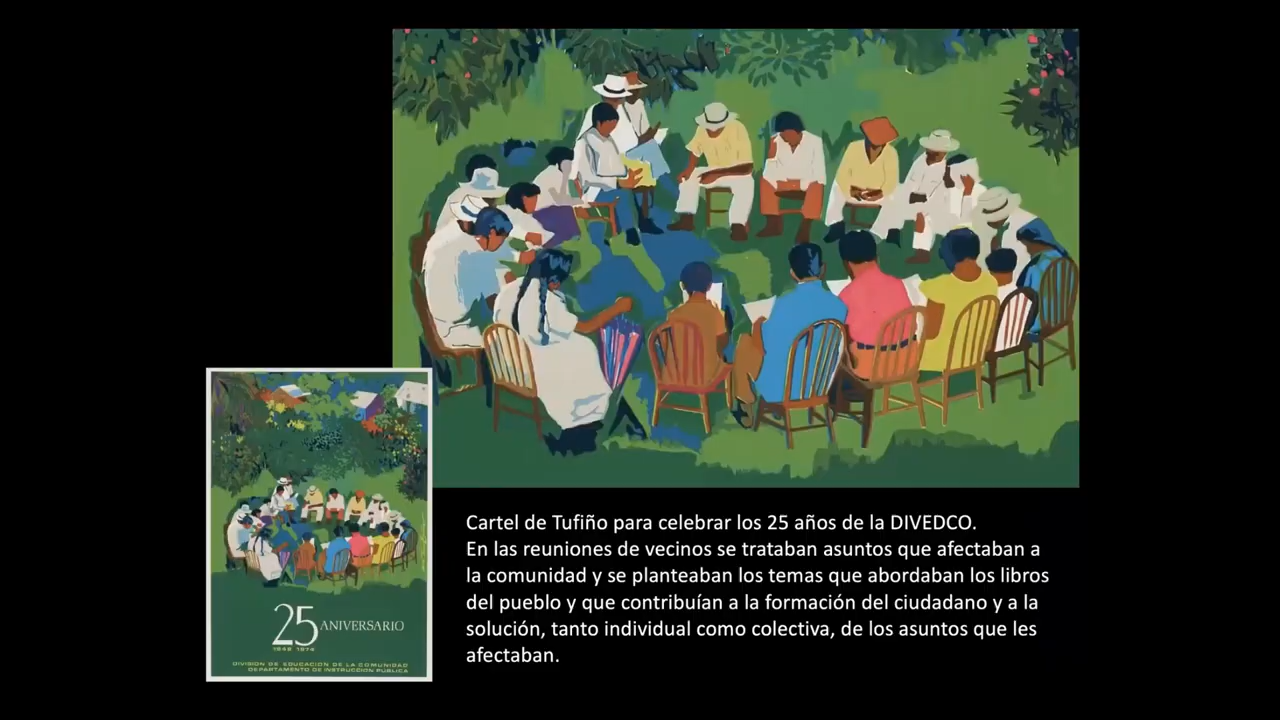 Cartel de Tufiño para celebrar los 25 años de la DIVEDCO.
En las reuniones de vecinos se trataban asuntos que afectaban a
la comunidad y se planteaban los temas que abordaban los libros
del pueblo y que contribuían a la formación del ciudadano y a la
solución, tanto individual como colectiva, de los asuntos que les
afectaban.
25 ANIVERSARIO
1949 1974
DIVISION DE EDUCACION DE LA COMUNIDAD
DEPARTAMENTO DE INSTRUCCION PUBLICA